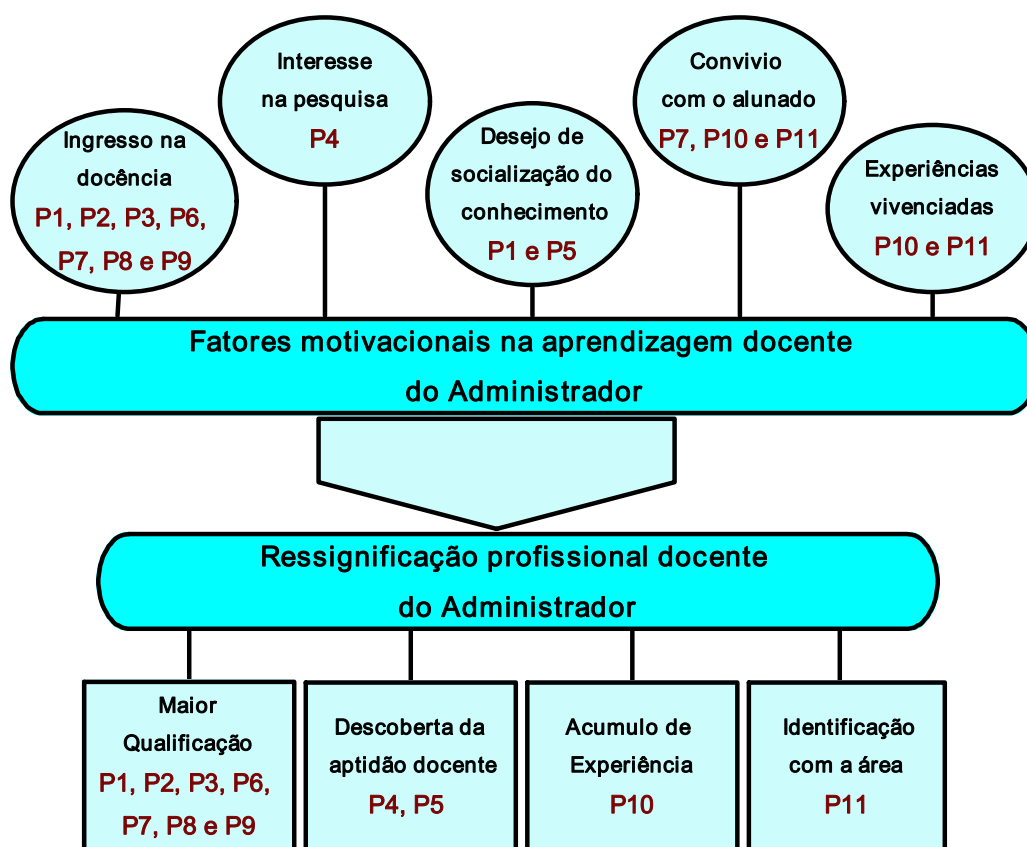 Ingresso na
docência
P1, P2, P3, P6,
P7, P8 e P9
Interesse
na pesquisa
P4
Desejo de
socialização do
conhecimento
P1 e P5
Convivio
com o alunado
P7, P10 e P11
Experiências
vivenciadas
P10 e P11
Fatores motivacionais na aprendizagem docente
do Administrador
Ressignificação profissional docente
do Administrador
Maior
Qualificação
P1, P2, P3, P6,
P7, P8 e P9
Descoberta da
aptidão docente
P4, P5
Acumulo de
Experiência
P10
Identificação
com a área
P11